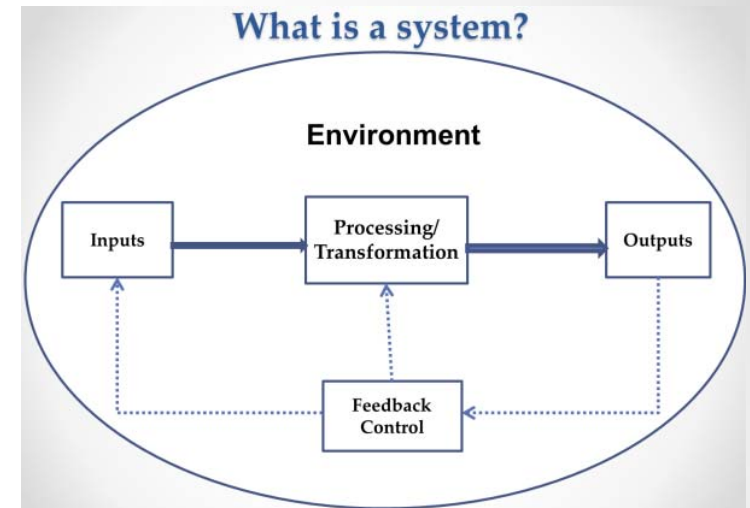 What is a system?
Environment
Inputs
Processing/
Transformation
Outputs
Feedback
Control